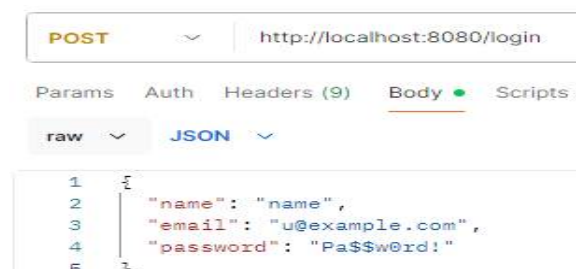 POST http://localhost:8080/login
Params Auth Headers (9) Body Scripts
raw JSON
1 {
2 "name": "name",
3 "email": "u@example.com",
4 "password": "Pa$$w0rd!"
5 }